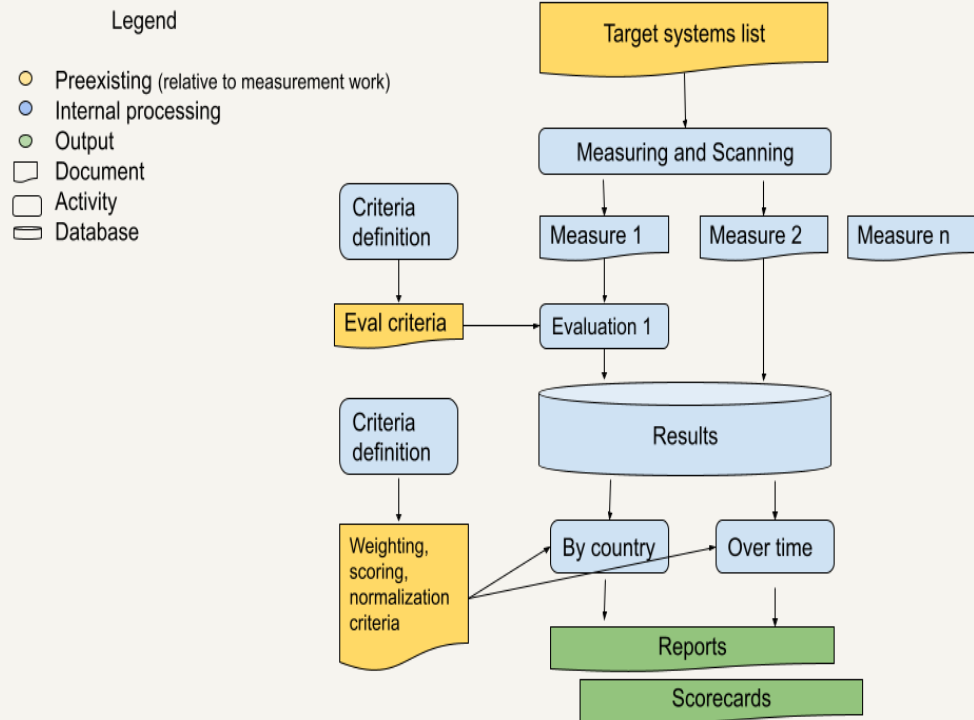 Legend
Preexisting (relative to measurement work)
Internal processing
Output
Document
Activity
Database
Target systems list
Measuring and Scanning
Criteria
definition
Measure 1
Measure 2
Measure n
Eval criteria
Evaluation 1
Criteria
definition
Results
Weighting,
scoring,
normalization
criteria
By country
Over time
Reports
Scorecards